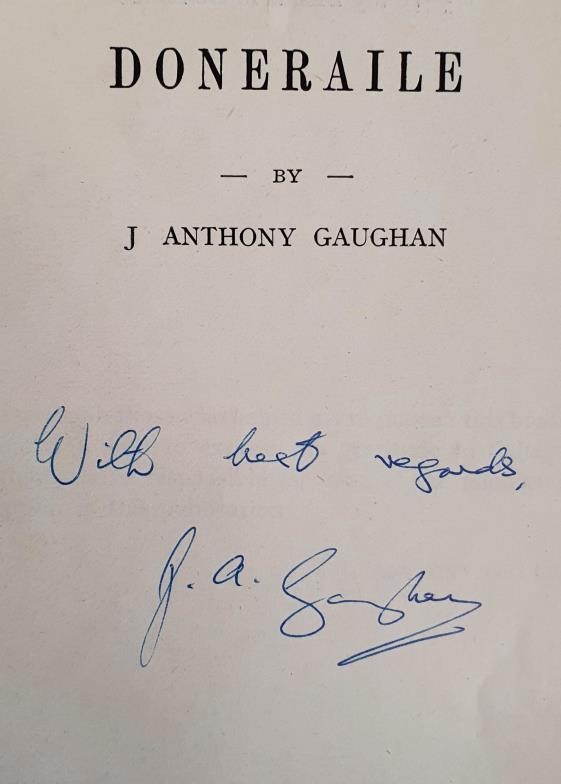 DONERAILE
— BY —
J ANTHONY GAUGHAN
With best regards,
J. A. Gaughan